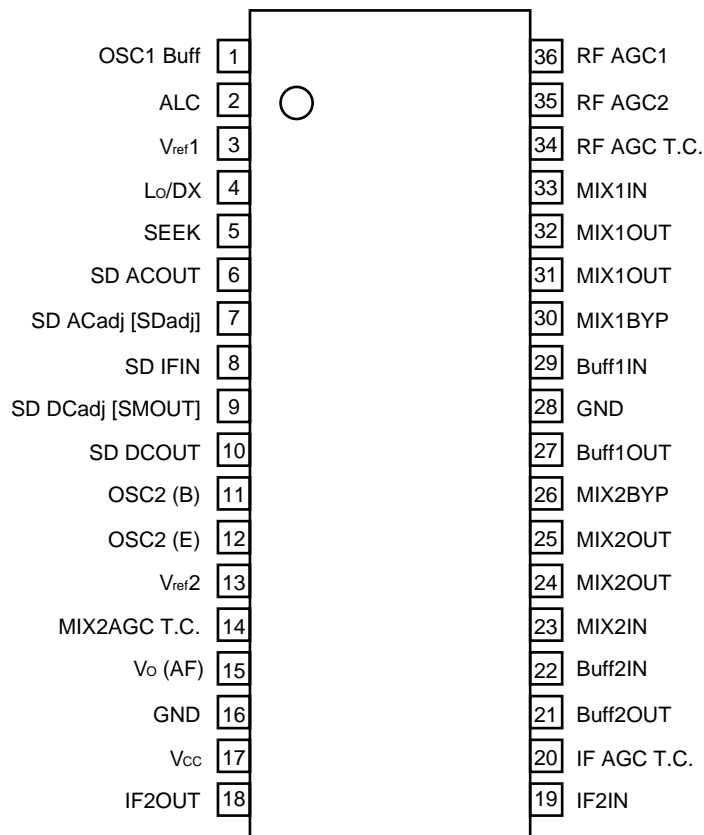 OSC1 Buff 1 36 RF AGC1
ALC 2 35 RF AGC2
Vref1 3 34 RF AGC T.C.
LO/DX 4 33 MIX1IN
SEEK 5 32 MIX1OUT
SD ACOUT 6 31 MIX1OUT
SD ACadj [SDadj] 7 30 MIX1BYP
SD IFIN 8 29 Buff1IN
SD DCadj [SMOUT] 9 28 GND
SD DCOUT 10 27 Buff1OUT
OSC2 (B) 11 26 MIX2BYP
OSC2 (E) 12 25 MIX2OUT
Vref2 13 24 MIX2OUT
MIX2AGC T.C. 14 23 MIX2IN
VO (AF) 15 22 Buff2IN
GND 16 21 Buff2OUT
VCC 17 20 IF AGC T.C.
IF2OUT 18 19 IF2IN